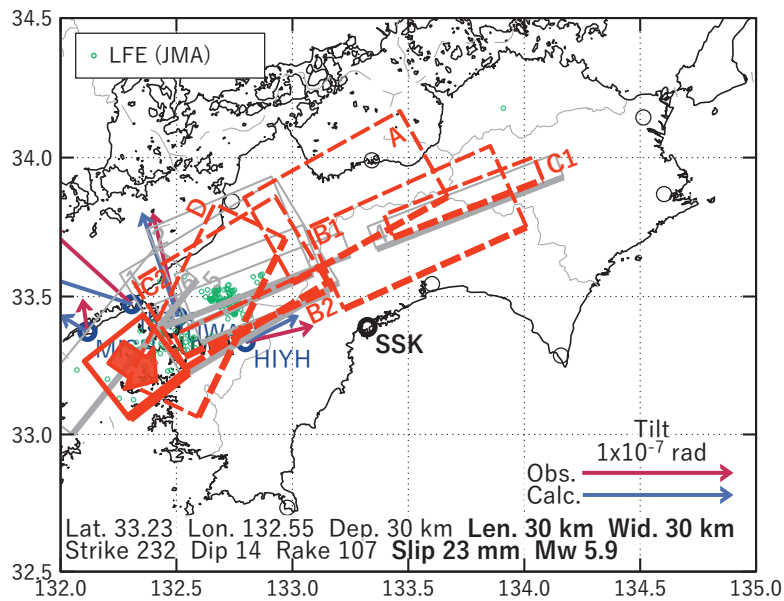 34.5
LFE (JMA)
A
C1
34.0
D
B1
C2
33.5
B2
SSK
HIYH
33.0
Tilt
1x10⁻⁷ rad
Obs.
Calc.
Lat. 33.23 Lon. 132.55 Dep. 30 km Len. 30 km Wid. 30 km
Strike 232 Dip 14 Rake 107 Slip 23 mm Mw 5.9
32.5
132.0 132.5 133.0 133.5 134.0 134.5 135.0